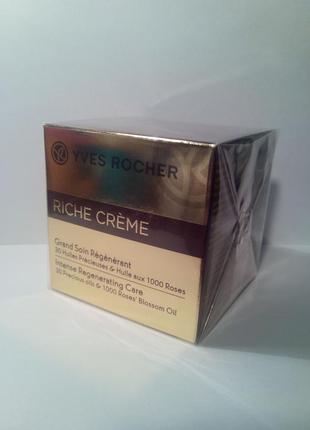 YVES ROCHER
RICHE CRÈME
Grand Soin Régénérant
30 Huiles Précieuses & Huile aux 1000 Roses
Intense Regenerating Care
30 Precious oils & 1000 Roses' Blossom Oil